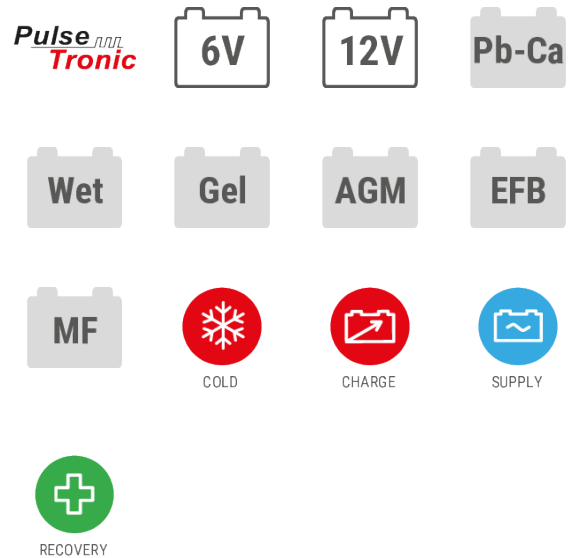 Pulse
Tronic
6V
12V
Pb-Ca
Wet
Gel
AGM
EFB
MF
COLD
CHARGE
SUPPLY
RECOVERY